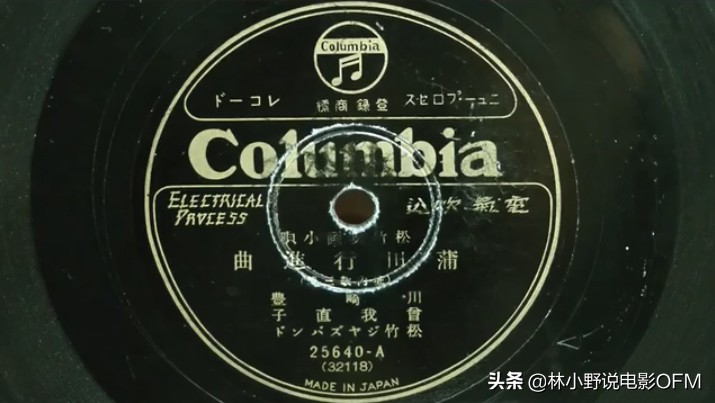 Columbia
ニュー・プロセス 登録商標 レコード
Columbia
ELECTRICAL PROCESS
電氣吹込
松竹映画小唄
蒲田行進曲
川崎豊
曾我直子
松竹ジヤズバンド
25640-A
(32118)
MADE IN JAPAN
头条 @林小野说电影OFM